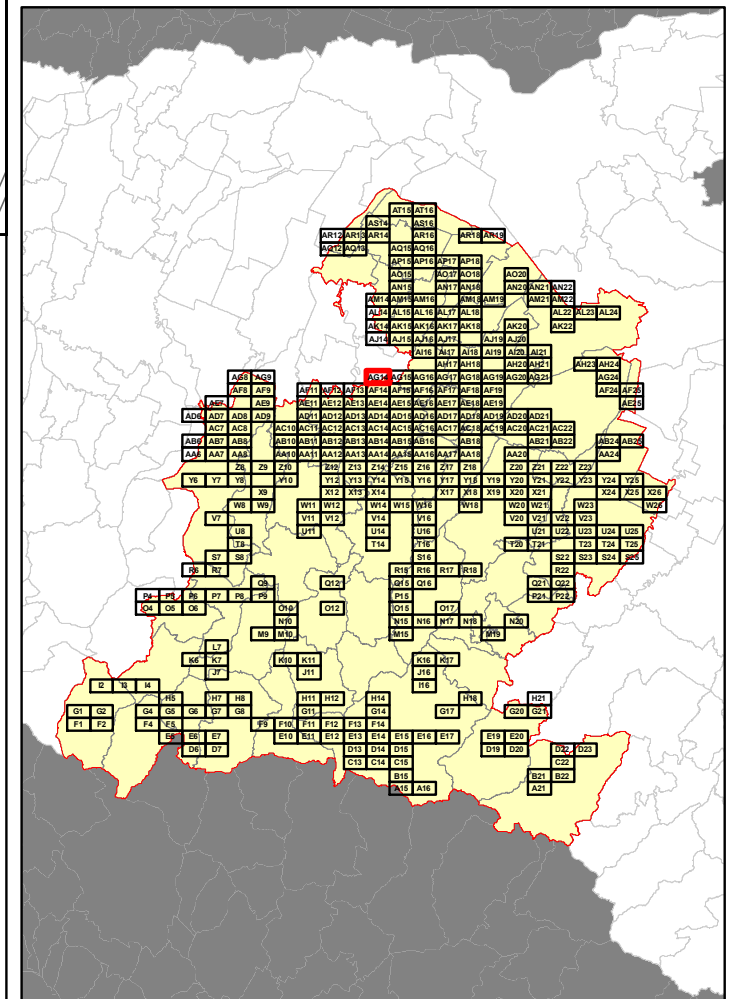 AT15 AT16
AS14 AS16
AR12 AR13 AR14 AR16 AR18 AR19
AQ12 AQ13 AQ15 AQ16
AP15 AP16 AP17 AP18
AO15 AO17 AO18 AO20
AN15 AN17 AN18 AN20 AN21 AN22
AM14 AM15 AM16 AM18 AM19 AM21 AM22
AL14 AL15 AL16 AL17 AL18 AL22 AL23 AL24
AK14 AK15 AK16 AK17 AK18 AK20 AK22
AJ14 AJ15 AJ16 AJ17 AJ19 AJ20
AI16 AI17 AI18 AI19 AI20 AI21
AH17 AH18 AH20 AH21 AH23 AH24
AG8 AG9 AG14 AG15 AG16 AG17 AG18 AG19 AG20 AG21 AG24
AF8 AF9 AF11 AF12 AF13 AF14 AF15 AF16 AF17 AF18 AF19 AF24 AF25
AE7 AE9 AE11 AE12 AE13 AE14 AE15 AE16 AE17 AE18 AE19 AE25
AD6 AD7 AD8 AD9 AD11 AD12 AD13 AD14 AD15 AD16 AD17 AD18 AD19 AD20 AD21
AC7 AC8 AC10 AC11 AC12 AC13 AC14 AC15 AC16 AC17 AC18 AC19 AC20 AC21 AC22
AB6 AB7 AB8 AB10 AB11 AB12 AB13 AB14 AB15 AB16 AB18 AB21 AB22 AB24 AB25
AA6 AA7 AA8 AA10 AA11 AA12 AA13 AA14 AA15 AA16 AA17 AA18 AA20 AA24
Z8 Z9 Z10 Z12 Z13 Z14 Z15 Z16 Z17 Z18 Z20 Z21 Z22 Z23
Y6 Y7 Y8 Y10 Y12 Y13 Y14 Y15 Y16 Y17 Y18 Y19 Y20 Y21 Y22 Y23 Y24 Y25
X9 X12 X13 X14 X17 X18 X19 X20 X21 X24 X25 X26
W8 W9 W11 W12 W14 W15 W16 W18 W20 W21 W23 W26
V7 V11 V12 V14 V16 V20 V21 V22 V23
U8 U11 U14 U16 U21 U22 U23 U24 U25
T8 T14 T16 T20 T21 T23 T24 T25
S7 S8 S16 S22 S23 S24 S25
R6 R7 R15 R16 R17 R18 R22
Q9 Q12 Q15 Q16 Q21 Q22
P4 P5 P6 P7 P8 P9 P15 P21 P22
O4 O5 O6 O10 O12 O15 O17
N10 N15 N16 N17 N18 N20
M9 M10 M15 M19
L7
K6 K7 K10 K11 K16 K17
J7 J11 J16
I2 I3 I4 I16
H5 H7 H8 H11 H12 H14 H18 H21
G1 G2 G4 G5 G6 G7 G8 G11 G17 G20 G21
F1 F2 F4 F5 F9 F10 F11 F12 F13 F14
E5 E6 E7 E10 E11 E12 E13 E14 E15 E16 E17 E19 E20
D6 D7 D13 D14 D15 D19 D20 D22 D23
C13 C14 C15 C22
B15 B21 B22
A15 A16 A21